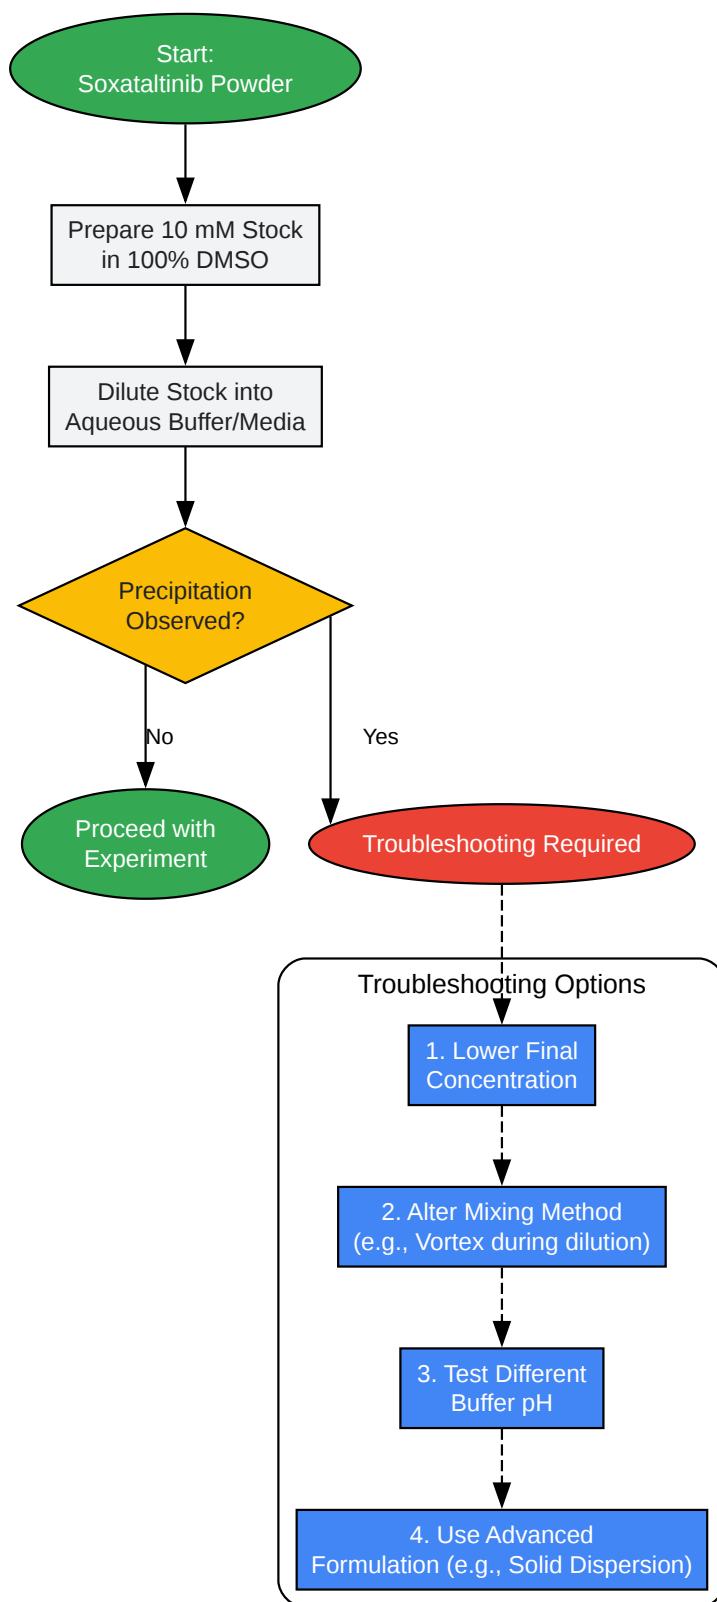 Start:
Soxataltinib Powder
Prepare 10 mM Stock
in 100% DMSO
Dilute Stock into
Aqueous Buffer/Media
Precipitation
Observed?
No
Yes
Proceed with
Experiment
Troubleshooting Required
Troubleshooting Options
1. Lower Final
Concentration
2. Alter Mixing Method
(e.g., Vortex during dilution)
3. Test Different
Buffer pH
4. Use Advanced
Formulation (e.g., Solid Dispersion)